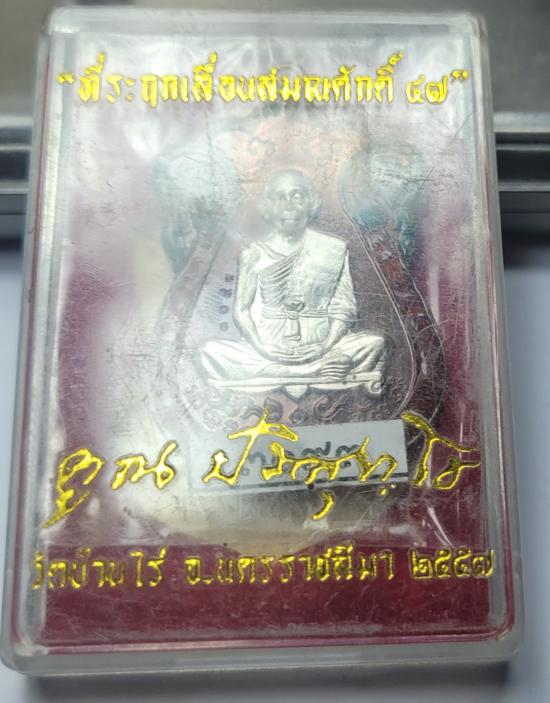 “ที่ระฤกเลื่อนสมณศักดิ์ ๔๗”
คูณ ปริสุทฺโธ
วัดบ้านไร่ จ.นครราชสีมา ๒๕๕๗